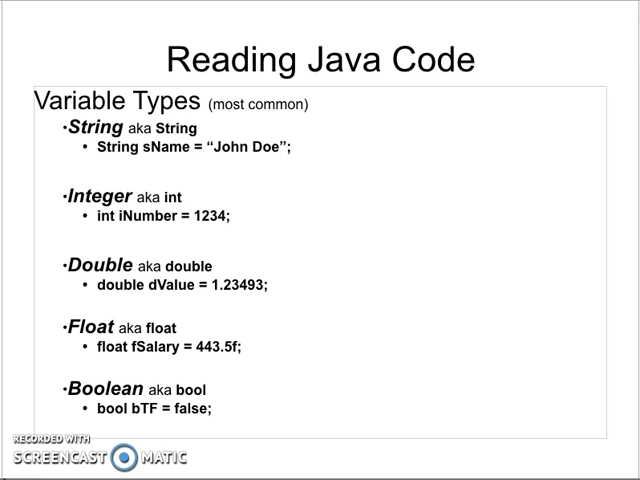 Reading Java Code
Variable Types (most common)
•String aka String
• String sName = “John Doe”;
•Integer aka int
• int iNumber = 1234;
•Double aka double
• double dValue = 1.23493;
•Float aka float
• float fSalary = 443.5f;
•Boolean aka bool
• bool bTF = false;
RECORDED WITH
SCREENCAST MATIC